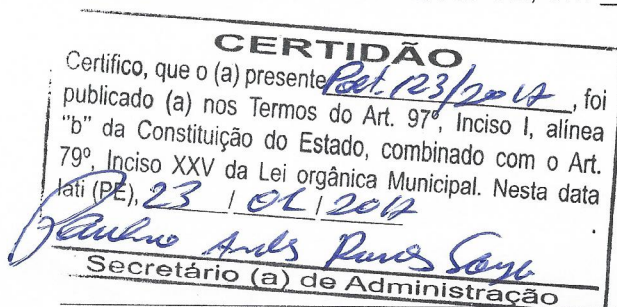 CERTIDÃO
Certifico, que o (a) presente Port. 123/2017, foi
publicado (a) nos Termos do Art. 97º, Inciso I, alínea
"b" da Constituição do Estado, combinado com o Art.
79º, Inciso XXV da Lei orgânica Municipal. Nesta data
Iati (PE), 23 / 01 / 2017
Secretário (a) de Administração